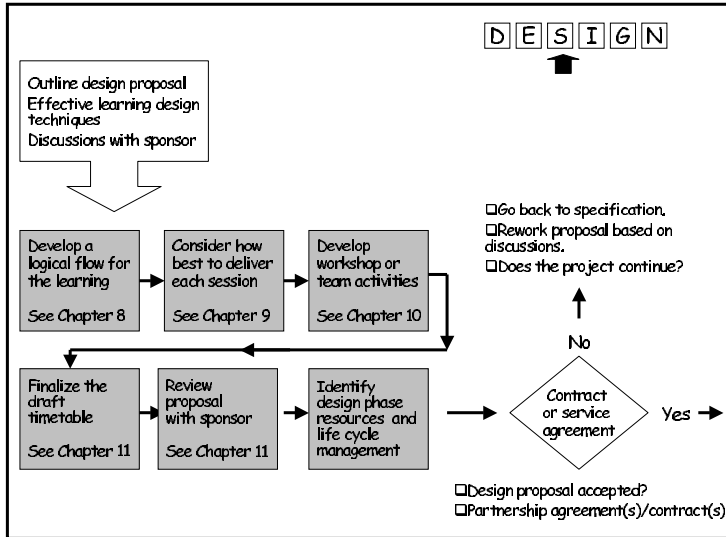 DESIGN
Outline design proposal
Effective learning design
techniques
Discussions with sponsor
Develop a
logical flow for
the learning
See Chapter 8
Consider how
best to deliver
each session
See Chapter 9
Develop
workshop or
team activities
See Chapter 10
❑Go back to specification.
❑Rework proposal based on
discussions.
❑Does the project continue?
No
Finalize the
draft
timetable
See Chapter 11
Review
proposal
with sponsor
See Chapter 11
Identify
design phase
resources and
life cycle
management
Contract
or service
agreement
Yes
❑Design proposal accepted?
❑Partnership agreement(s)/contract(s)